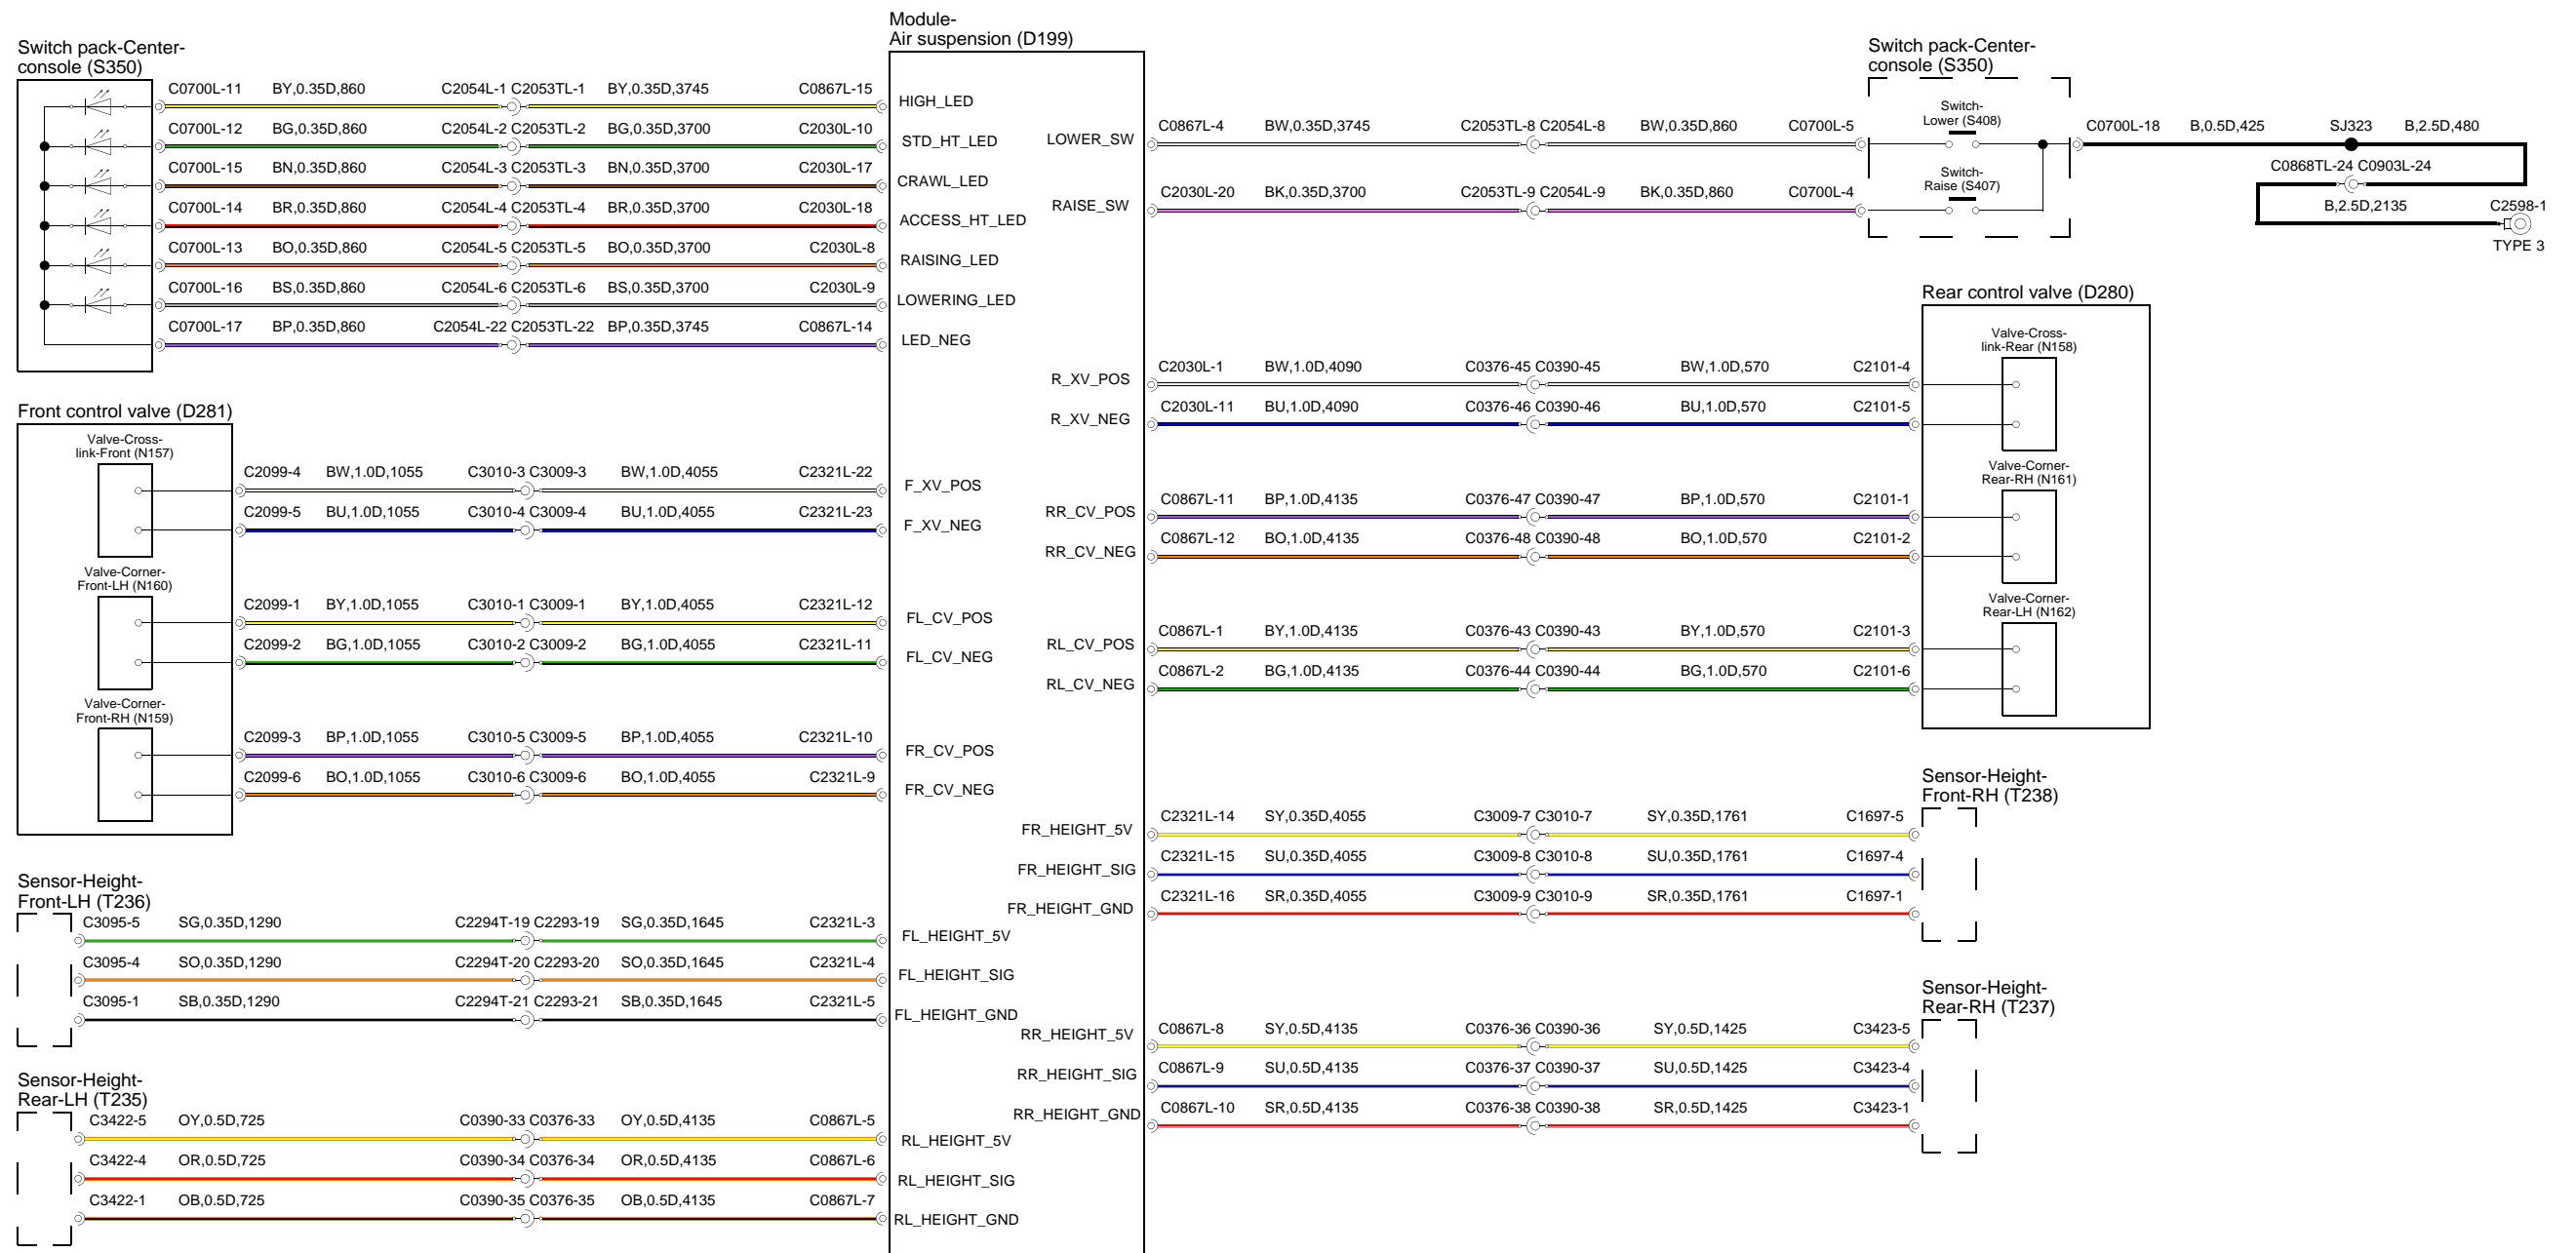 Module-
Air suspension (D199)
Switch pack-Center-
console (S350)
C0700L-11 BY,0.35D,860 C2054L-1 C2053TL-1 BY,0.35D,3745 C0867L-15 HIGH_LED
C0700L-12 BG,0.35D,860 C2054L-2 C2053TL-2 BG,0.35D,3700 C2030L-10 STD_HT_LED
C0700L-15 BN,0.35D,860 C2054L-3 C2053TL-3 BN,0.35D,3700 C2030L-17 CRAWL_LED
C0700L-14 BR,0.35D,860 C2054L-4 C2053TL-4 BR,0.35D,3700 C2030L-18 ACCESS_HT_LED
C0700L-13 BO,0.35D,860 C2054L-5 C2053TL-5 BO,0.35D,3700 C2030L-8 RAISING_LED
C0700L-16 BS,0.35D,860 C2054L-6 C2053TL-6 BS,0.35D,3700 C2030L-9 LOWERING_LED
C0700L-17 BP,0.35D,860 C2054L-22 C2053TL-22 BP,0.35D,3745 C0867L-14 LED_NEG
Front control valve (D281)
Valve-Cross-
link-Front (N157)
C2099-4 BW,1.0D,1055 C3010-3 C3009-3 BW,1.0D,4055 C2321L-22 F_XV_POS
C2099-5 BU,1.0D,1055 C3010-4 C3009-4 BU,1.0D,4055 C2321L-23 F_XV_NEG
Valve-Corner-
Front-LH (N160)
C2099-1 BY,1.0D,1055 C3010-1 C3009-1 BY,1.0D,4055 C2321L-12 FL_CV_POS
C2099-2 BG,1.0D,1055 C3010-2 C3009-2 BG,1.0D,4055 C2321L-11 FL_CV_NEG
Valve-Corner-
Front-RH (N159)
C2099-3 BP,1.0D,1055 C3010-5 C3009-5 BP,1.0D,4055 C2321L-10 FR_CV_POS
C2099-6 BO,1.0D,1055 C3010-6 C3009-6 BO,1.0D,4055 C2321L-9 FR_CV_NEG
Sensor-Height-
Front-LH (T236)
C3095-5 SG,0.35D,1290 C2294T-19 C2293-19 SG,0.35D,1645 C2321L-3 FL_HEIGHT_5V
C3095-4 SO,0.35D,1290 C2294T-20 C2293-20 SO,0.35D,1645 C2321L-4 FL_HEIGHT_SIG
C3095-1 SB,0.35D,1290 C2294T-21 C2293-21 SB,0.35D,1645 C2321L-5 FL_HEIGHT_GND
Sensor-Height-
Rear-LH (T235)
C3422-5 OY,0.5D,725 C0390-33 C0376-33 OY,0.5D,4135 C0867L-5 RL_HEIGHT_5V
C3422-4 OR,0.5D,725 C0390-34 C0376-34 OR,0.5D,4135 C0867L-6 RL_HEIGHT_SIG
C3422-1 OB,0.5D,725 C0390-35 C0376-35 OB,0.5D,4135 C0867L-7 RL_HEIGHT_GND
Switch pack-Center-
console (S350)
Switch-
Lower (S408)
LOWER_SW C0867L-4 BW,0.35D,3745 C2053TL-8 C2054L-8 BW,0.35D,860 C0700L-5 C0700L-18 B,0.5D,425 SJ323 B,2.5D,480
C0868TL-24 C0903L-24
Switch-
Raise (S407)
RAISE_SW C2030L-20 BK,0.35D,3700 C2053TL-9 C2054L-9 BK,0.35D,860 C0700L-4 B,2.5D,2135 C2598-1
TYPE 3
Rear control valve (D280)
Valve-Cross-
link-Rear (N158)
R_XV_POS C2030L-1 BW,1.0D,4090 C0376-45 C0390-45 BW,1.0D,570 C2101-4
R_XV_NEG C2030L-11 BU,1.0D,4090 C0376-46 C0390-46 BU,1.0D,570 C2101-5
Valve-Corner-
Rear-RH (N161)
RR_CV_POS C0867L-11 BP,1.0D,4135 C0376-47 C0390-47 BP,1.0D,570 C2101-1
RR_CV_NEG C0867L-12 BO,1.0D,4135 C0376-48 C0390-48 BO,1.0D,570 C2101-2
Valve-Corner-
Rear-LH (N162)
RL_CV_POS C0867L-1 BY,1.0D,4135 C0376-43 C0390-43 BY,1.0D,570 C2101-3
RL_CV_NEG C0867L-2 BG,1.0D,4135 C0376-44 C0390-44 BG,1.0D,570 C2101-6
Sensor-Height-
Front-RH (T238)
FR_HEIGHT_5V C2321L-14 SY,0.35D,4055 C3009-7 C3010-7 SY,0.35D,1761 C1697-5
FR_HEIGHT_SIG C2321L-15 SU,0.35D,4055 C3009-8 C3010-8 SU,0.35D,1761 C1697-4
FR_HEIGHT_GND C2321L-16 SR,0.35D,4055 C3009-9 C3010-9 SR,0.35D,1761 C1697-1
Sensor-Height-
Rear-RH (T237)
RR_HEIGHT_5V C0867L-8 SY,0.5D,4135 C0376-36 C0390-36 SY,0.5D,1425 C3423-5
RR_HEIGHT_SIG C0867L-9 SU,0.5D,4135 C0376-37 C0390-37 SU,0.5D,1425 C3423-4
RR_HEIGHT_GND C0867L-10 SR,0.5D,4135 C0376-38 C0390-38 SR,0.5D,1425 C3423-1